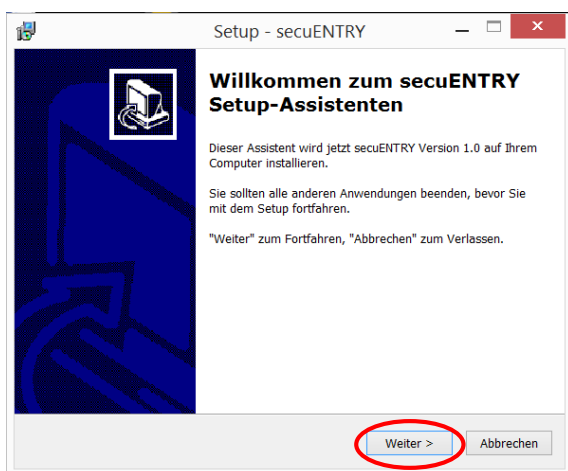 Setup - secuENTRY
Willkommen zum secuENTRY
Setup-Assistenten
Dieser Assistent wird jetzt secuENTRY Version 1.0 auf Ihrem
Computer installieren.
Sie sollten alle anderen Anwendungen beenden, bevor Sie
mit dem Setup fortfahren.
"Weiter" zum Fortfahren, "Abbrechen" zum Verlassen.
Weiter >
Abbrechen